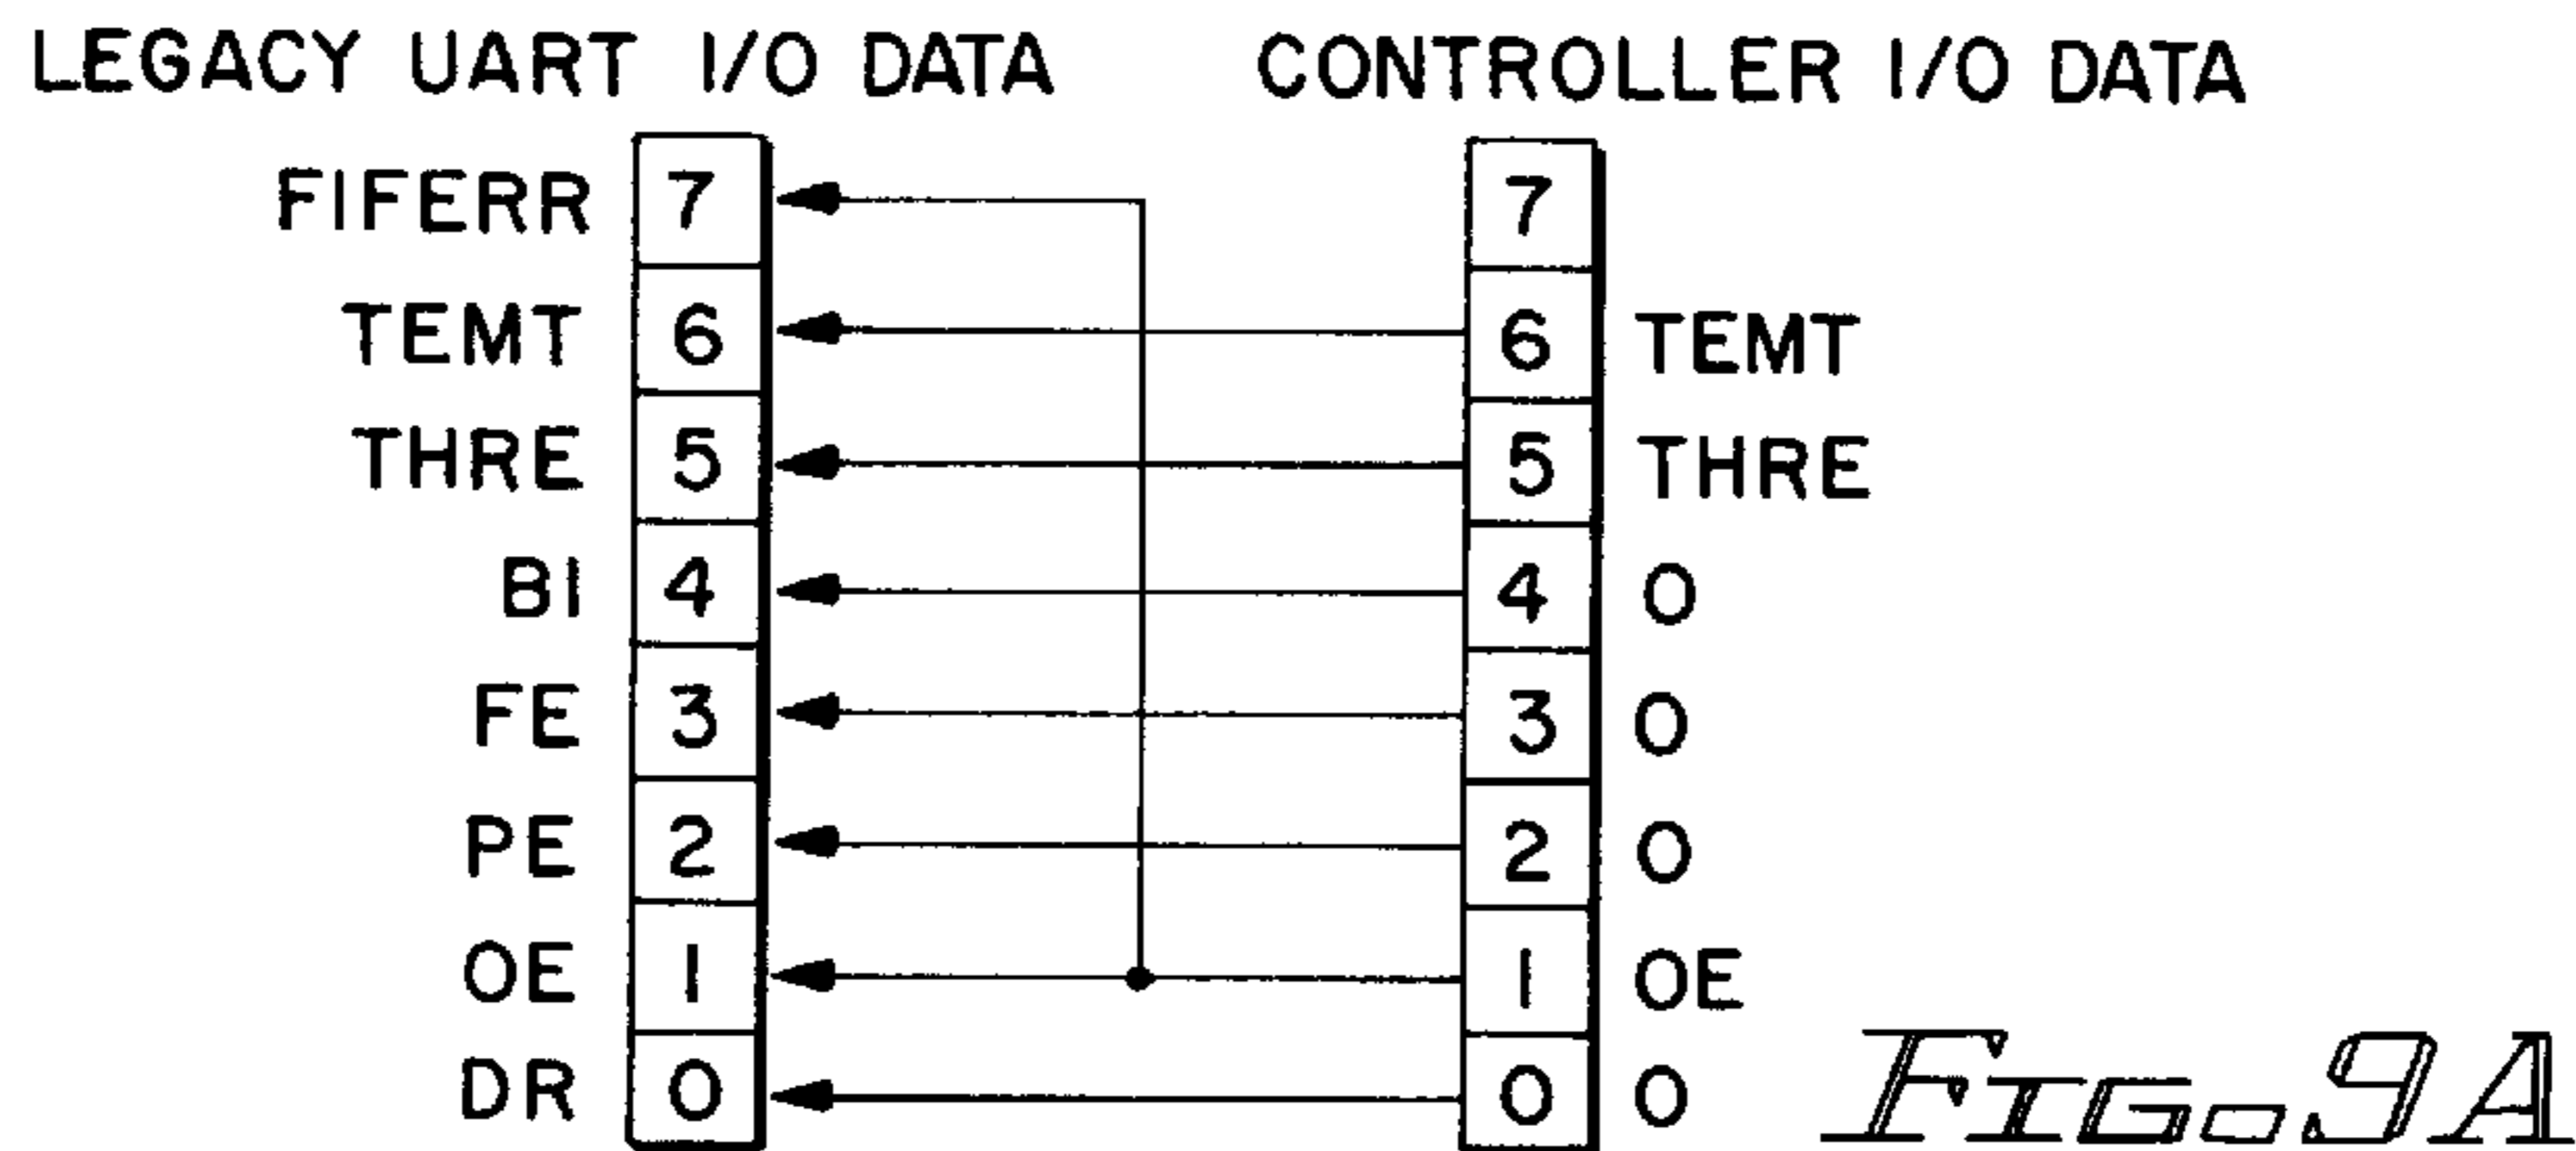 LEGACY UART I/O DATA CONTROLLER I/O DATA
FIFERR 7 7
TEMT 6 6 TEMT
THRE 5 5 THRE
BI 4 4 0
FE 3 3 0
PE 2 2 0
OE 1 1 OE
DR 0 0 0
FIG. 9A